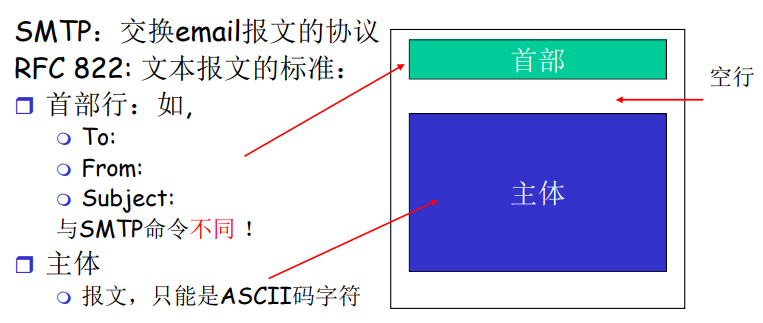 SMTP：交换email报文的协议
RFC 822: 文本报文的标准：
首部行：如,
To:
From:
Subject:
与SMTP命令不同！
主体
报文，只能是ASCII码字符
首部
空行
主体